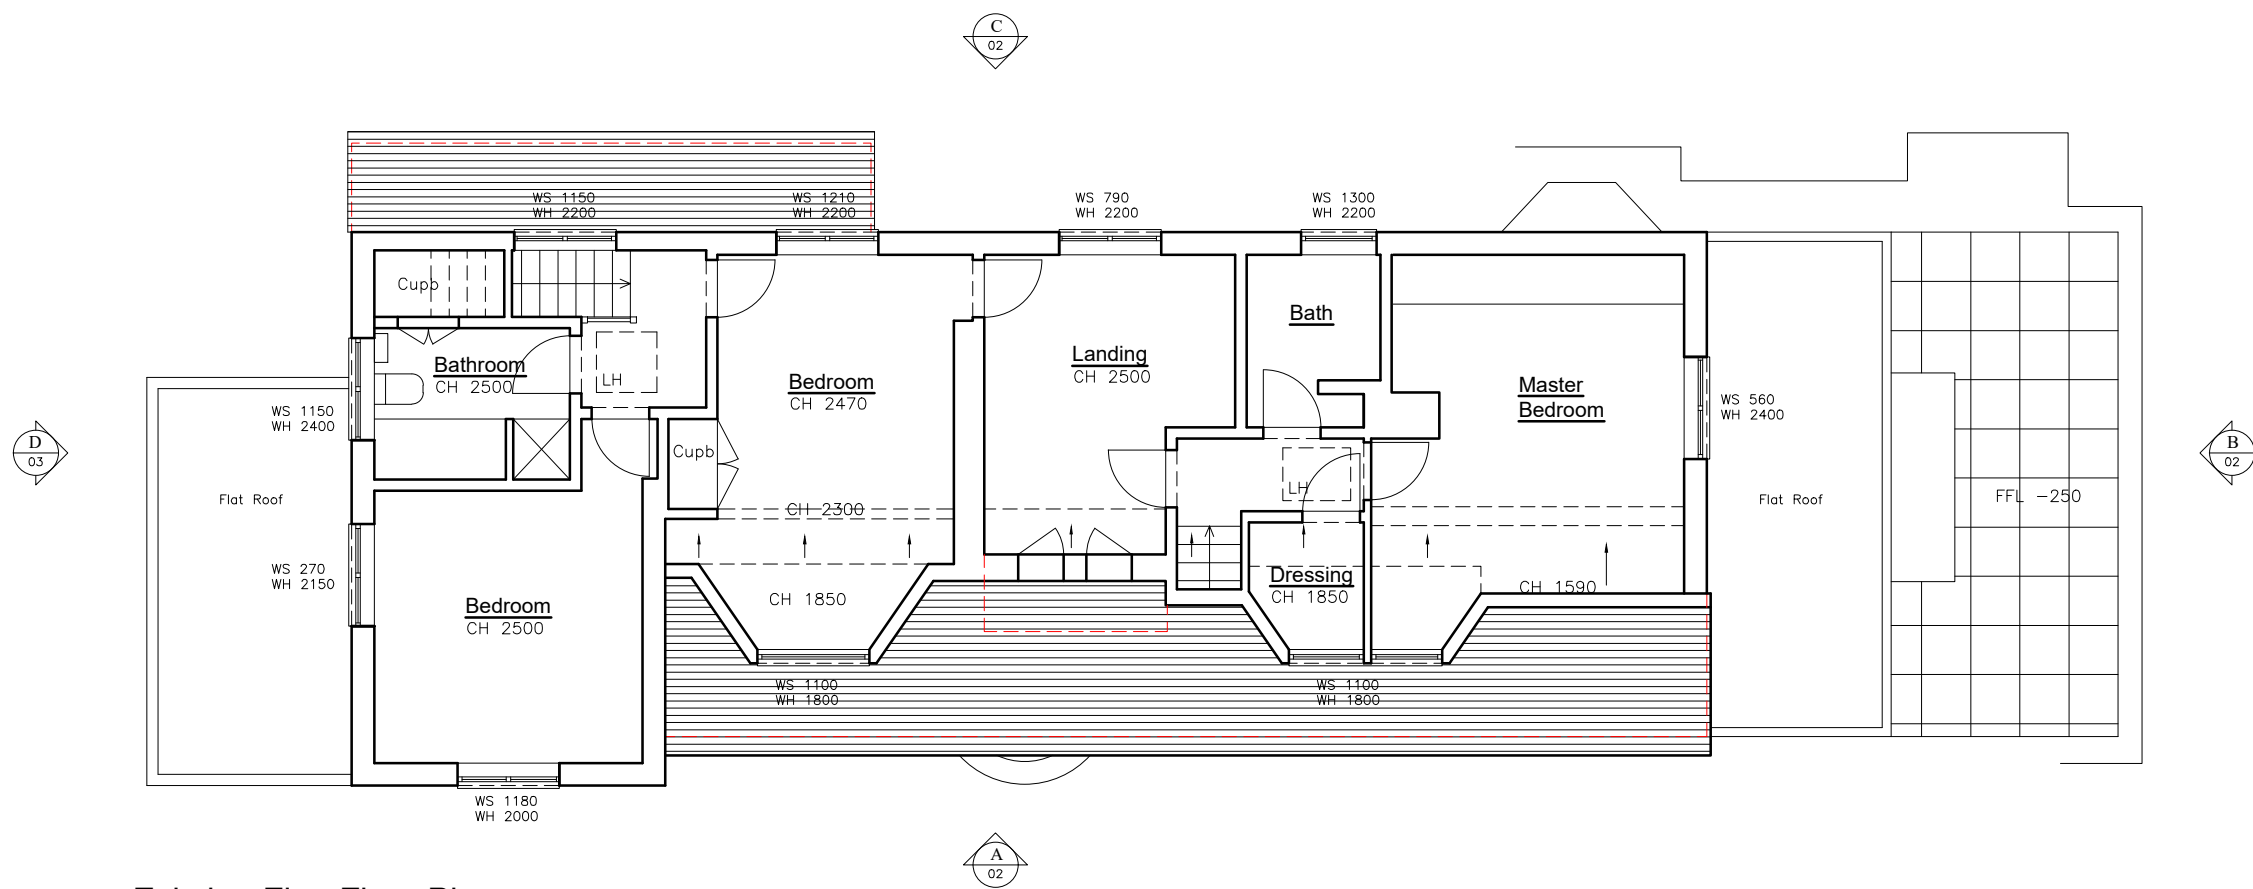 C
02
WS 1150
WH 2200
WS 1210
WH 2200
WS 790
WH 2200
WS 1300
WH 2200
Cupb
Bath
Bathroom
CH 2500
LH
Bedroom
CH 2470
Landing
CH 2500
Master
Bedroom
WS 1150
WH 2400
WS 560
WH 2400
D
03
B
02
Cupb
LH
Flat Roof
CH 2300
Flat Roof
FFL -250
WS 270
WH 2150
Bedroom
CH 2500
CH 1850
Dressing
CH 1850
CH 1590
WS 1100
WH 1800
WS 1100
WH 1800
WS 1180
WH 2000
A
02